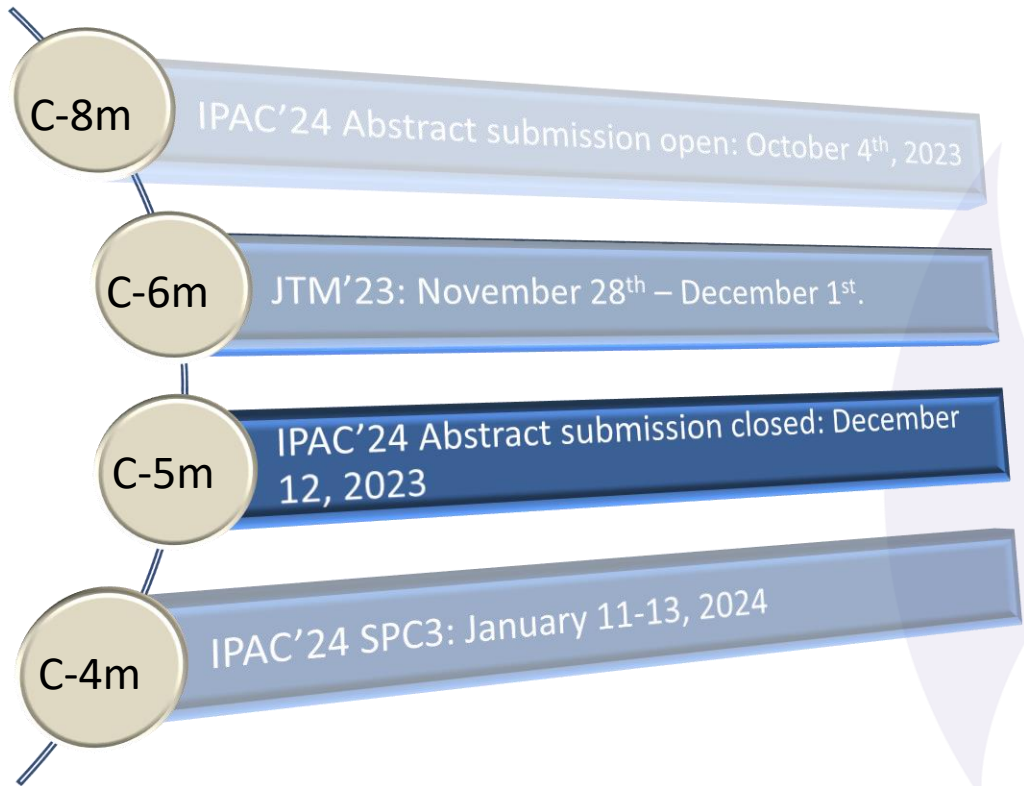 C-8m
IPAC’24 Abstract submission open: October 4th, 2023
C-6m
JTM’23: November 28th – December 1st.
C-5m
IPAC’24 Abstract submission closed: December
12, 2023
C-4m
IPAC’24 SPC3: January 11-13, 2024